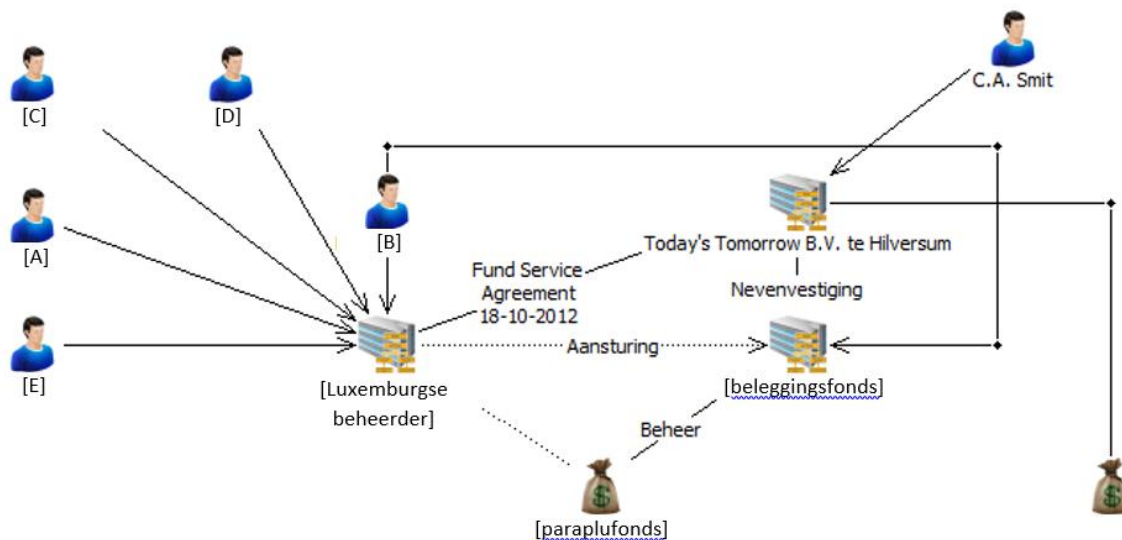 C.A. Smit
[C]
[D]
[A]
[B]
Today's Tomorrow B.V. te Hilversum
Fund Service
Agreement
18-10-2012
Nevenvestiging
Aansturing
[E]
[Luxemburgse
beheerder]
[beleggingsfonds]
Beheer
[paraplufonds]